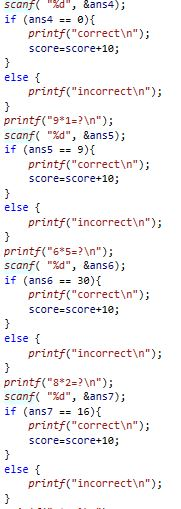 scanf( "%d", &ans4);
if (ans4 == 0){
printf("correct\n");
score=score+10;
}
else {
printf("incorrect\n");
}
printf("9*1=?\n");
scanf( "%d", &ans5);
if (ans5 == 9){
printf("correct\n");
score=score+10;
}
else {
printf("incorrect\n");
}
printf("6*5=?\n");
scanf( "%d", &ans6);
if (ans6 == 30){
printf("correct\n");
score=score+10;
}
else {
printf("incorrect\n");
}
printf("8*2=?\n");
scanf( "%d", &ans7);
if (ans7 == 16){
printf("correct\n");
score=score+10;
}
else {
printf("incorrect\n");
}